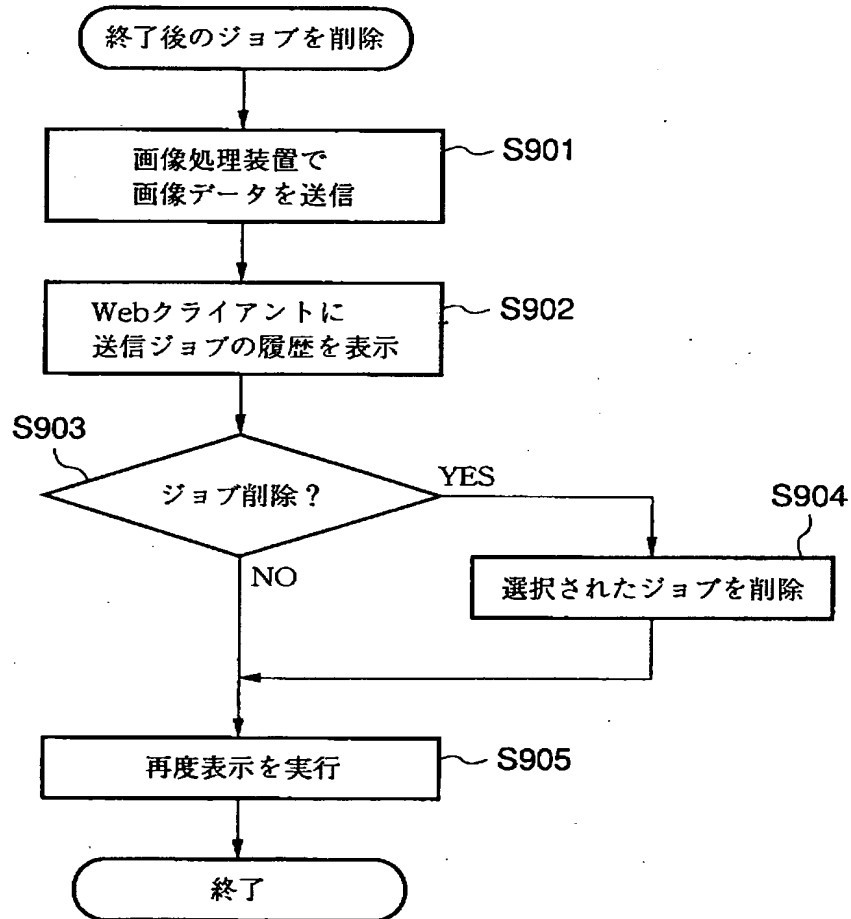 終了後のジョブを削除
画像処理装置で
画像データを送信
S901
Webクライアントに
送信ジョブの履歴を表示
S902
S903
ジョブ削除?
YES
NO
S904
選択されたジョブを削除
再度表示を実行
S905
終了